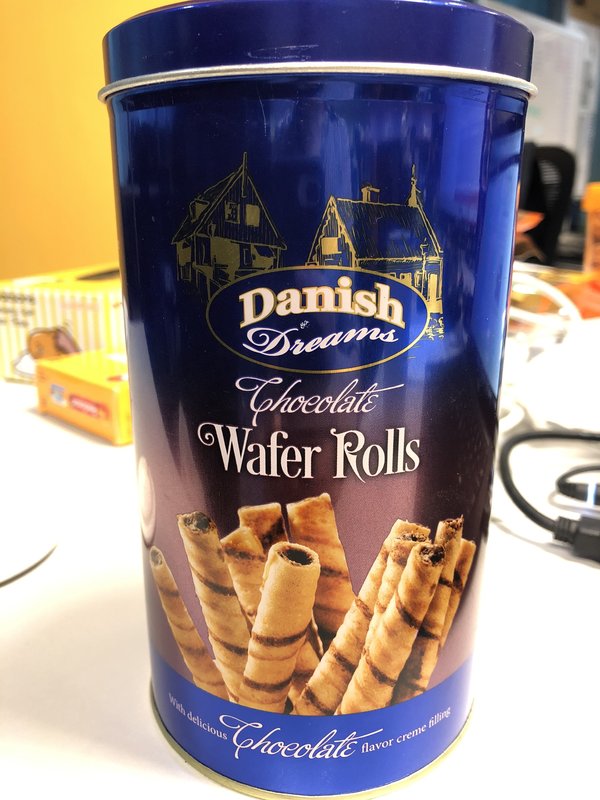 Danish
Dreams
Chocolate
Wafer Rolls
With delicious Chocolate flavor creme filling